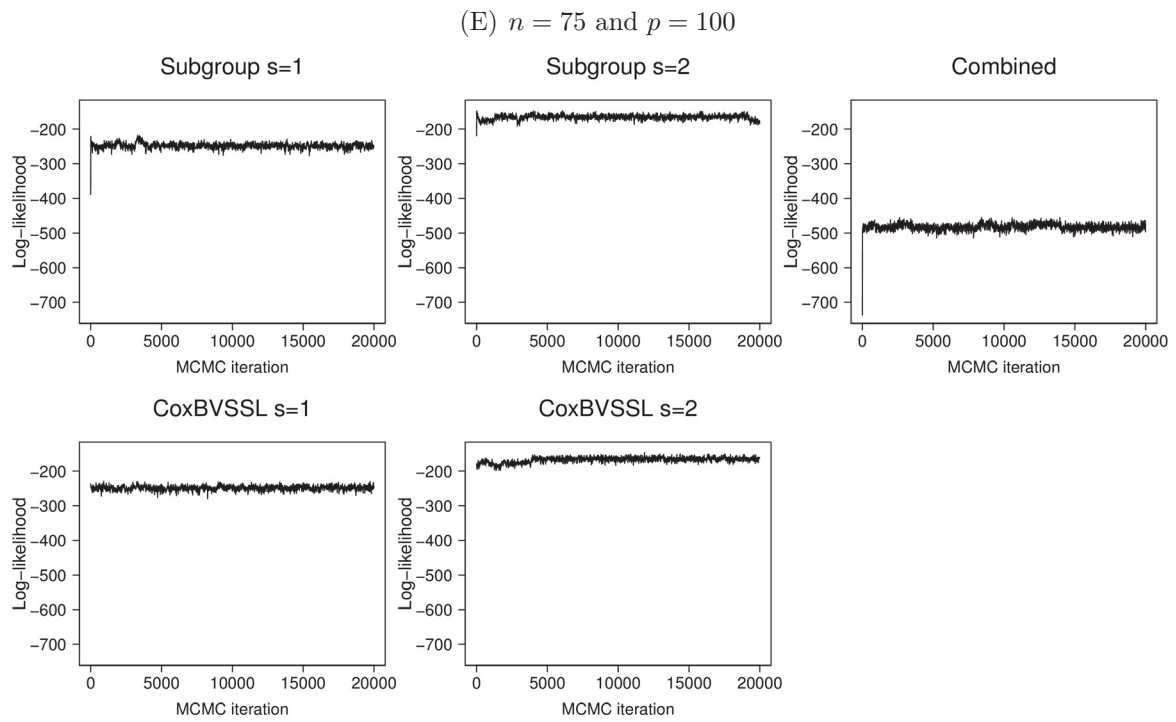 (E) n = 75 and p = 100
Subgroup s=1
Subgroup s=2
Combined
Log−likelihood
−200
−300
−400
−500
−600
−700
0 5000 10000 15000 20000
MCMC iteration
Log−likelihood
−200
−300
−400
−500
−600
−700
0 5000 10000 15000 20000
MCMC iteration
Log−likelihood
−200
−300
−400
−500
−600
−700
0 5000 10000 15000 20000
MCMC iteration
CoxBVSSL s=1
CoxBVSSL s=2
Log−likelihood
−200
−300
−400
−500
−600
−700
0 5000 10000 15000 20000
MCMC iteration
Log−likelihood
−200
−300
−400
−500
−600
−700
0 5000 10000 15000 20000
MCMC iteration